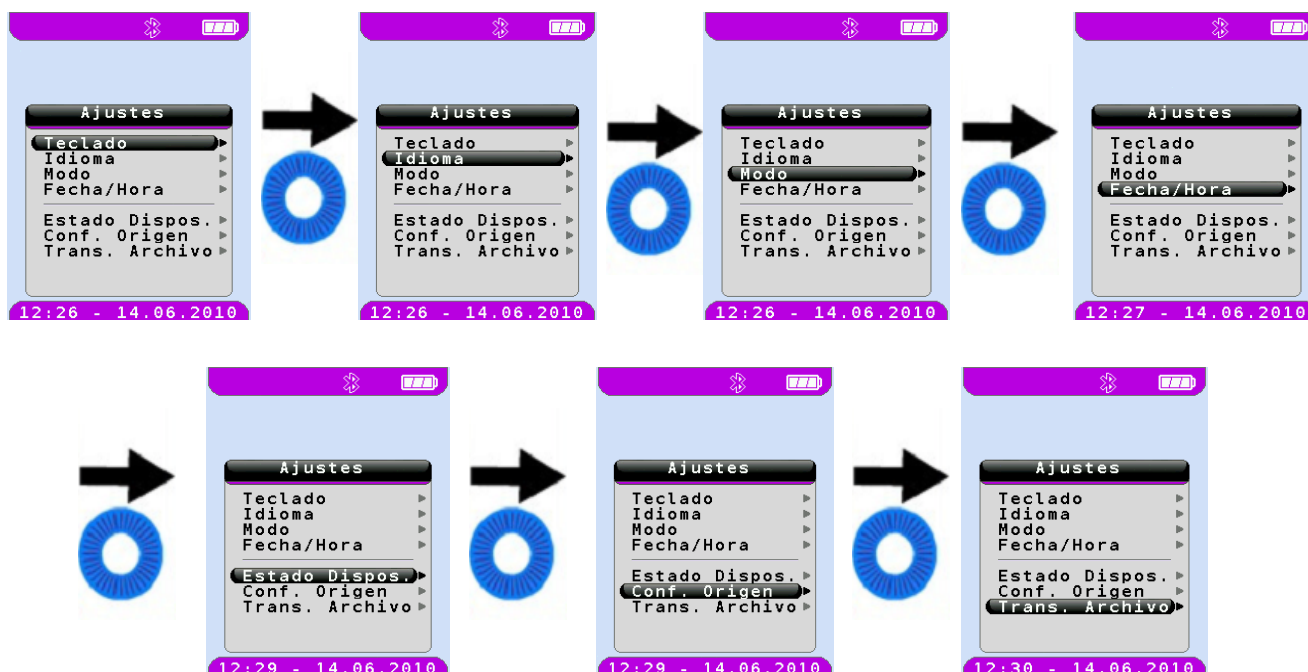 Ajustes
Teclado
Idioma
Modo
Fecha/Hora
Estado Dispos.
Conf. Origen
Trans. Archivo
12:26 - 14.06.2010
Ajustes
Teclado
Idioma
Modo
Fecha/Hora
Estado Dispos.
Conf. Origen
Trans. Archivo
12:26 - 14.06.2010
Ajustes
Teclado
Idioma
Modo
Fecha/Hora
Estado Dispos.
Conf. Origen
Trans. Archivo
12:26 - 14.06.2010
Ajustes
Teclado
Idioma
Modo
Fecha/Hora
Estado Dispos.
Conf. Origen
Trans. Archivo
12:27 - 14.06.2010
Ajustes
Teclado
Idioma
Modo
Fecha/Hora
Estado Dispos.
Conf. Origen
Trans. Archivo
12:29 - 14.06.2010
Ajustes
Teclado
Idioma
Modo
Fecha/Hora
Estado Dispos.
Conf. Origen
Trans. Archivo
12:29 - 14.06.2010
Ajustes
Teclado
Idioma
Modo
Fecha/Hora
Estado Dispos.
Conf. Origen
Trans. Archivo
12:30 - 14.06.2010